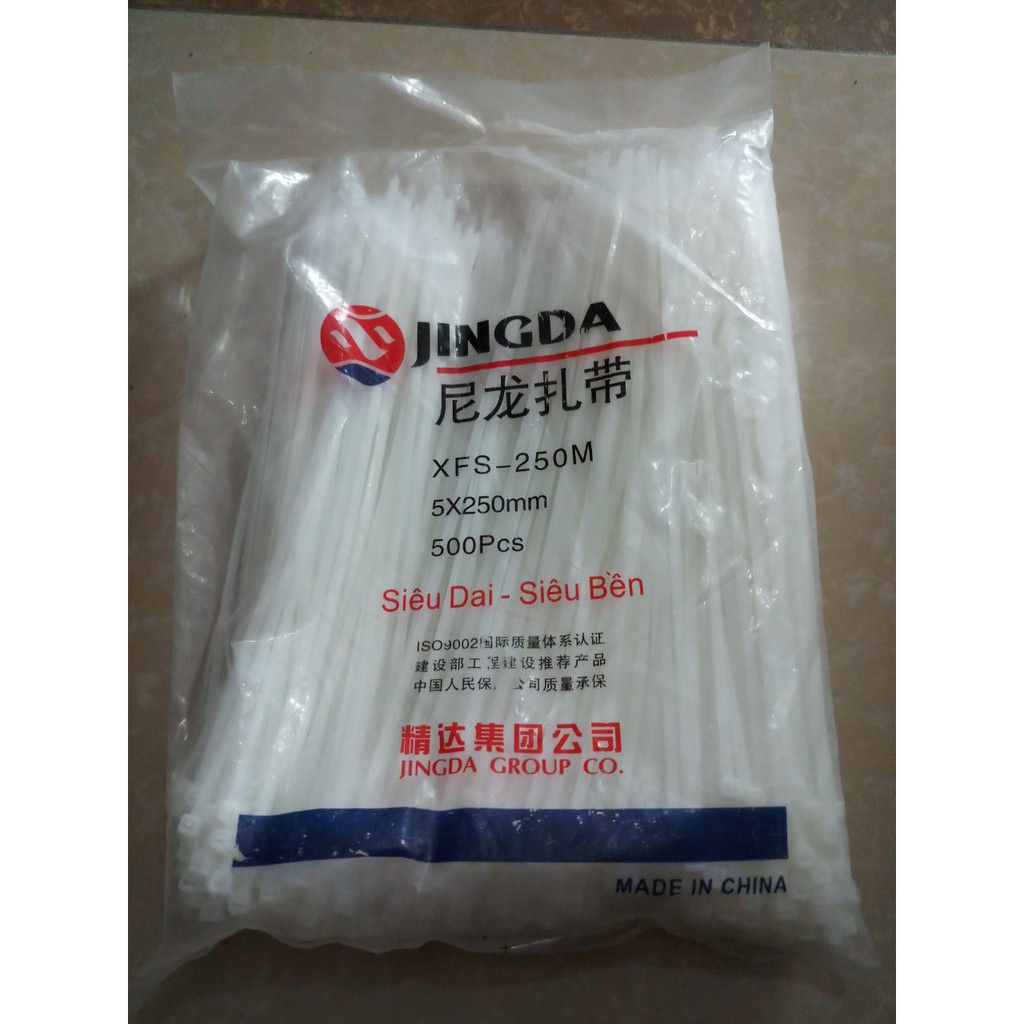 JINGDA
尼龙扎带
XFS-250M
5X250mm
500Pcs
Siêu Dai - Siêu Bền
ISO9002国际质量体系认证
建设部工程建设推荐产品
中国人民保 公司质量承保
精达集团公司
JINGDA GROUP CO.
MADE IN CHINA